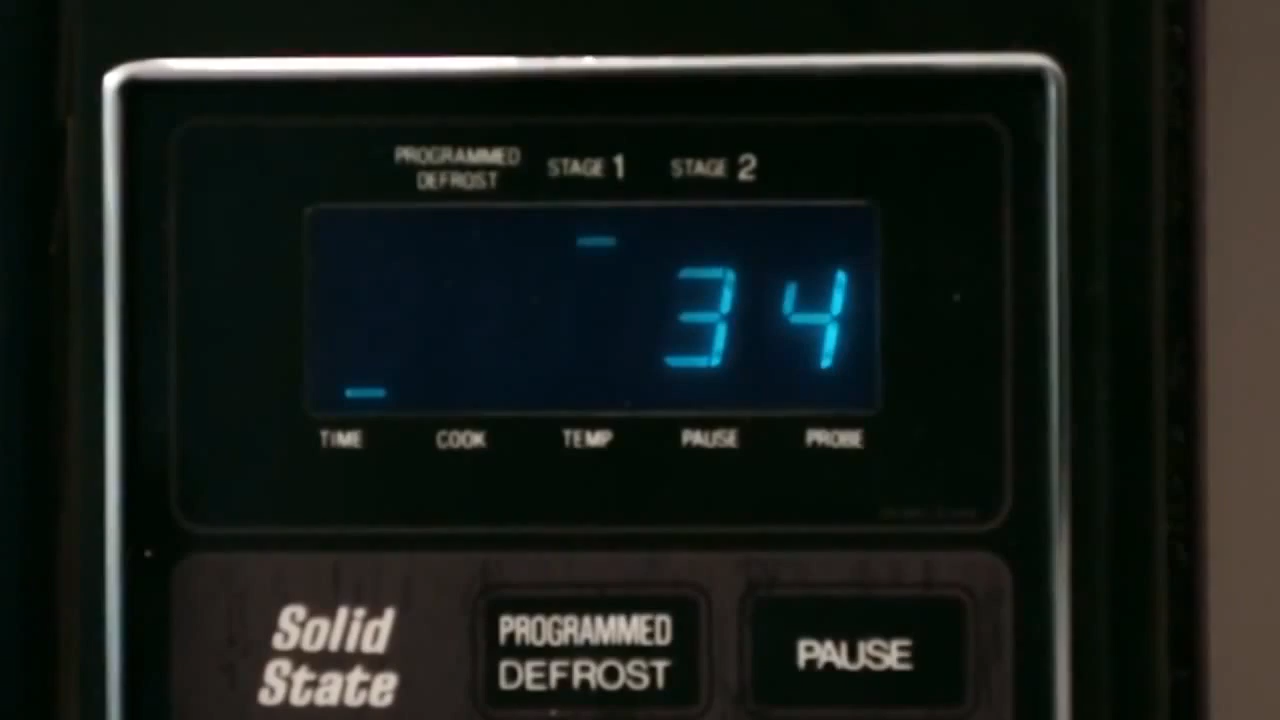 PROGRAMMED
DEFROST
STAGE 1
STAGE 2
34
TIME COOK TEMP PAUSE PROBE
Solid
State
PROGRAMMED
DEFROST
PAUSE